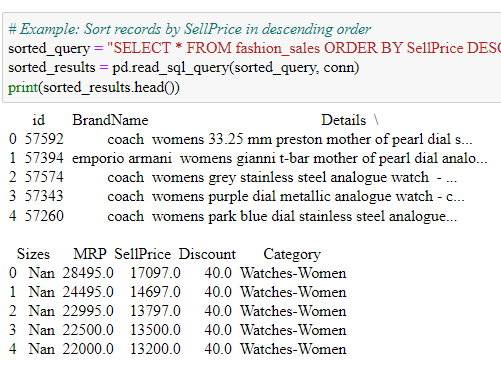 # Example: Sort records by SellPrice in descending order
sorted_query = "SELECT * FROM fashion_sales ORDER BY SellPrice DESC
sorted_results = pd.read_sql_query(sorted_query, conn)
print(sorted_results.head())
id BrandName Details \
0 57592 coach womens 33.25 mm preston mother of pearl dial s...
1 57394 emporio armani womens gianni t-bar mother of pearl dial analo...
2 57574 coach womens grey stainless steel analogue watch - ...
3 57343 coach womens purple dial metallic analogue watch - c...
4 57260 coach womens park blue dial stainless steel analogue...
Sizes MRP SellPrice Discount Category
0 Nan 28495.0 17097.0 40.0 Watches-Women
1 Nan 24495.0 14697.0 40.0 Watches-Women
2 Nan 22995.0 13797.0 40.0 Watches-Women
3 Nan 22500.0 13500.0 40.0 Watches-Women
4 Nan 22000.0 13200.0 40.0 Watches-Women